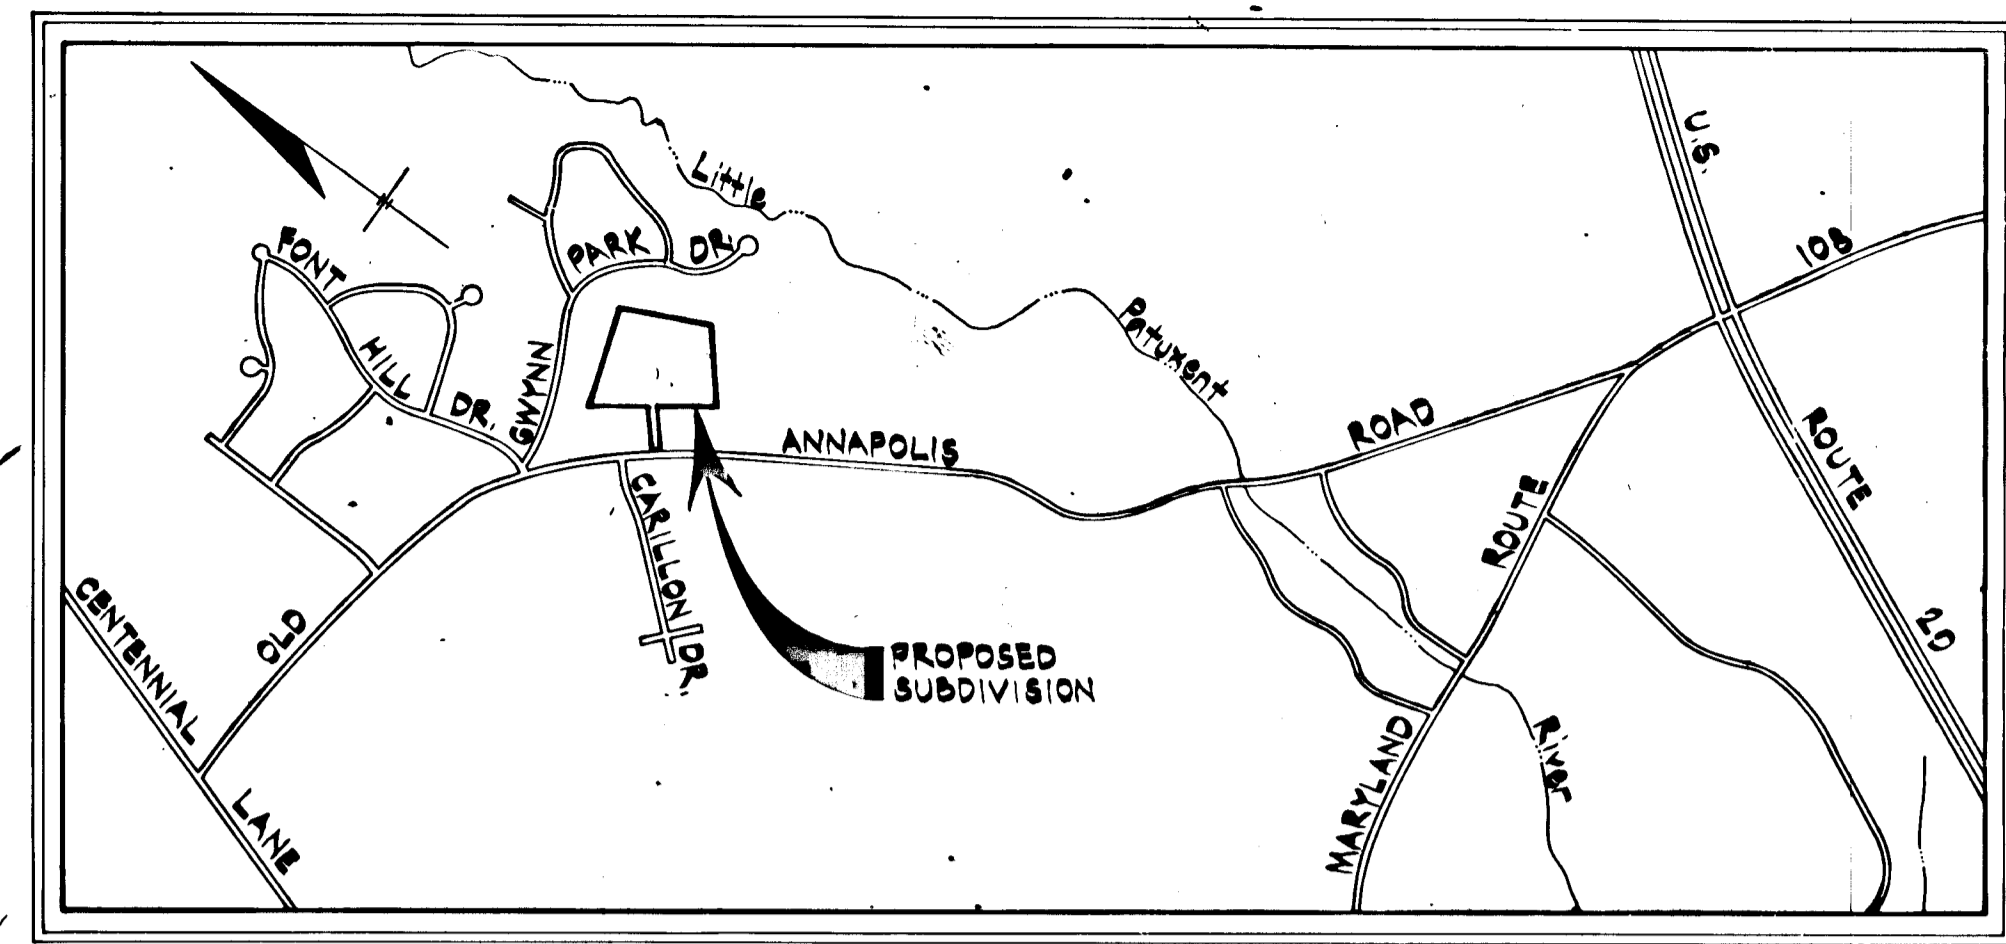 U.S.
Little
108
PARK DR.
FONT
HILL
DR.
GWYNN
Patuxent
ANNAPOLIS
ROAD
ROUTE
ROUTE
CARILLON DR.
CENTENNIAL
OLD
20
PROPOSED
SUBDIVISION
MARYLAND
River
LANE